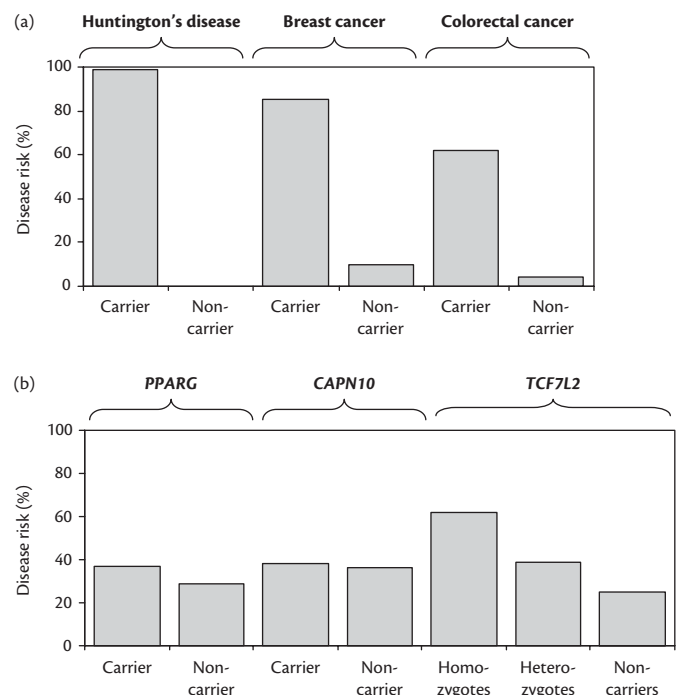 (a)
Huntington's disease Breast cancer Colorectal cancer
100
80
60
40
20
0
Disease risk (%)
Carrier Non- Carrier Non- Carrier Non-
carrier carrier carrier
(b)
PPARG CAPN10 TCF7L2
100
80
60
40
20
0
Disease risk (%)
Carrier Non- Carrier Non- Homo- Hetero- Non-
carrier carrier zygotes zygotes carriers